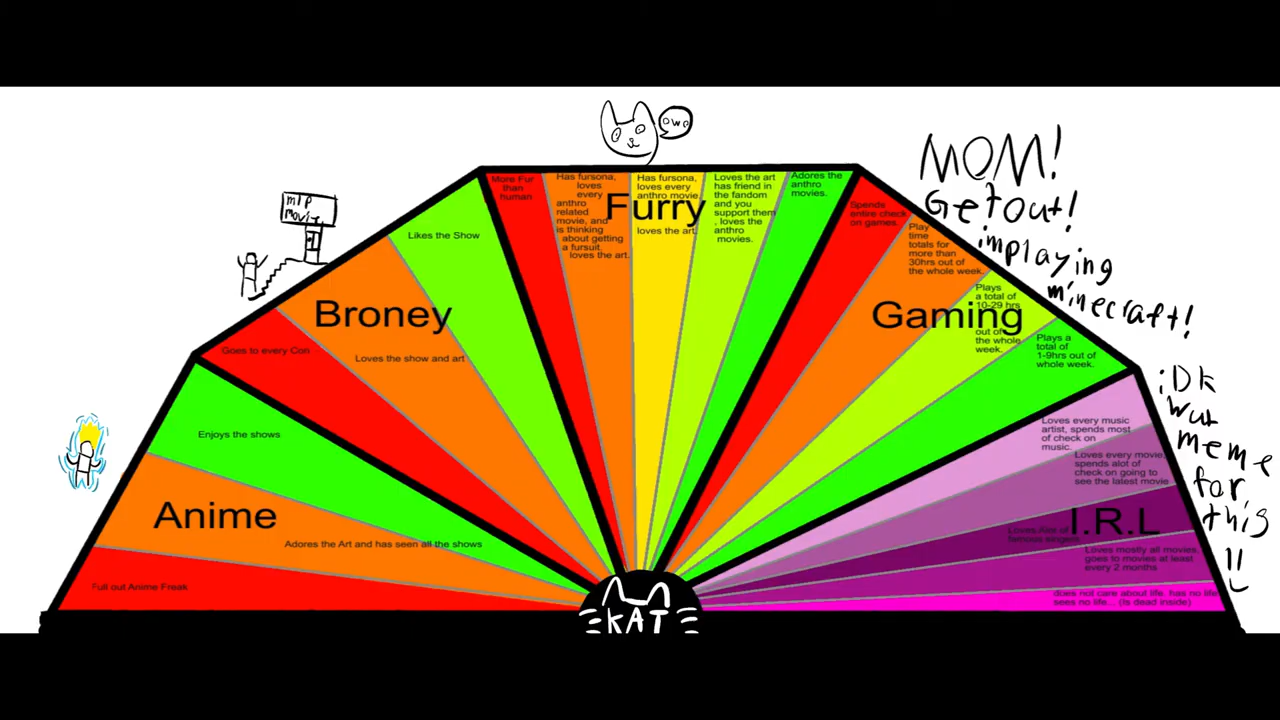 owo
MOM!
Get out!
implaying
minecraft!
iDK
wut
meme
for
this
mlp
movie
Furry
More Fur
than
human
Has fursona,
loves
every
anthro
related
movie, and
is thinking
about getting
a fursuit.
loves the art.
Has fursona,
loves every
anthro movie
loves the art.
Loves the art
has friend in
the fandom
and you
support them
, loves the
anthro
movies.
Adores the
anthro
movies.
Broney
Likes the Show
Loves the show and art
Goes to every Con
Gaming
Spends
entire check
on games.
Play
time
totals for
more than
30hrs out of
the whole week.
Plays
a total of
10-29 hrs
out of
the whole
week.
Plays a
total of
1-9hrs out of
whole week.
Anime
Enjoys the shows
Adores the Art and has seen all the shows
Full out Anime Freak
I.R.L
Loves every music
artist, spends most
of check on
music.
Loves every movie,
spends alot of
check on going to
see the latest movie
Loves Alot of
famous singers
Loves mostly all movies,
goes to movies at least
every 2 months
does not care about life. has no life
sees no life... (Is dead inside)
KAT